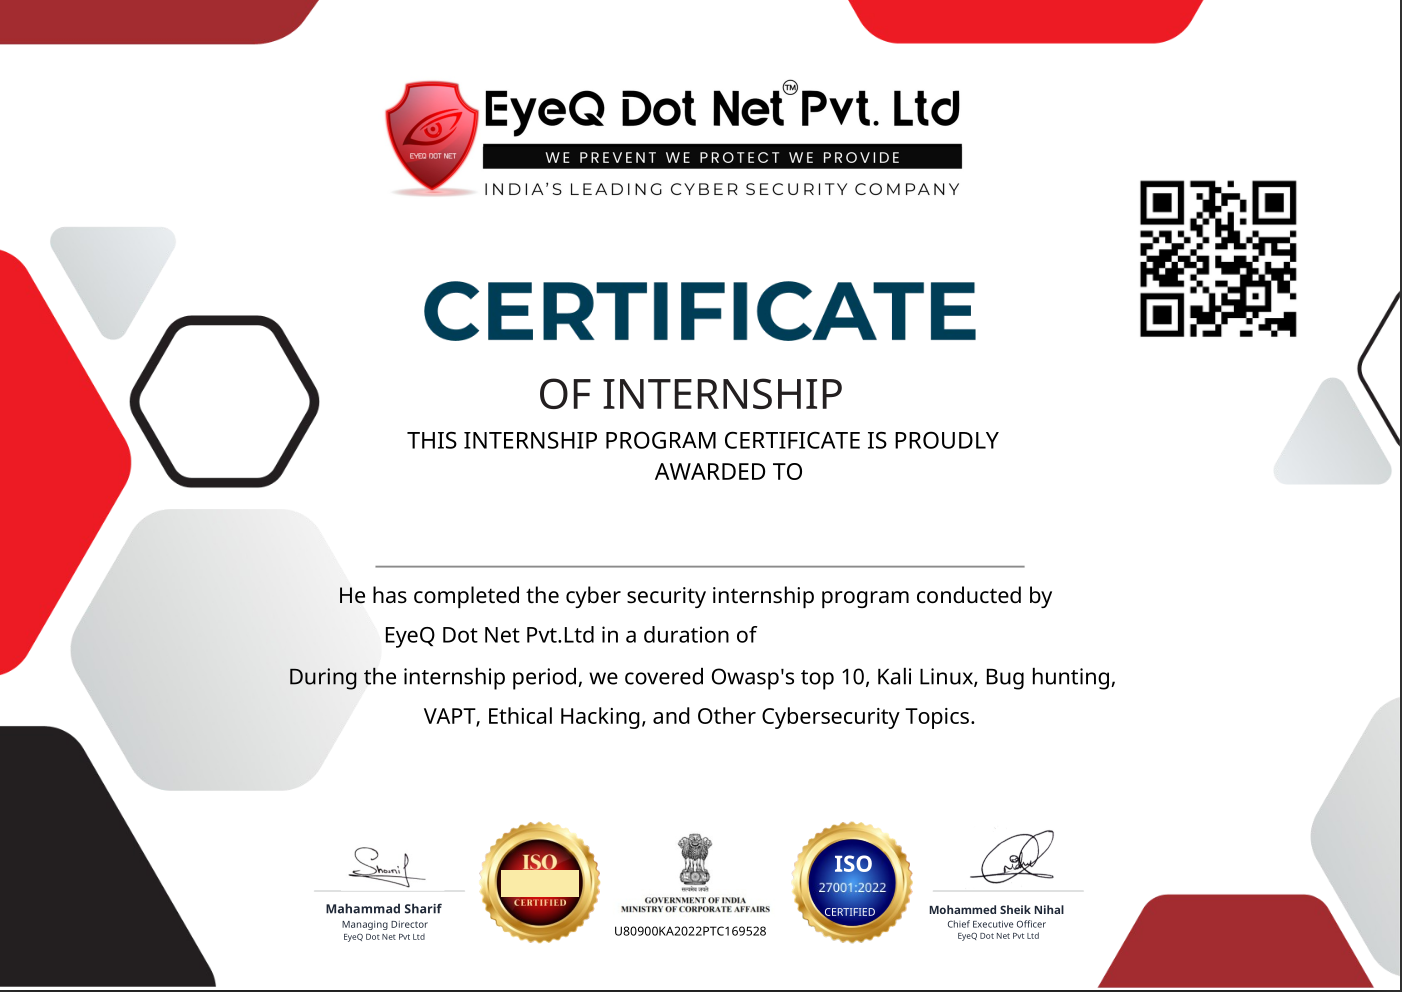 EyeQ Dot Net™ Pvt. Ltd
EYEQ DOT NET
WE PREVENT WE PROTECT WE PROVIDE
INDIA'S LEADING CYBER SECURITY COMPANY
CERTIFICATE
OF INTERNSHIP
THIS INTERNSHIP PROGRAM CERTIFICATE IS PROUDLY
AWARDED TO
He has completed the cyber security internship program conducted by
EyeQ Dot Net Pvt.Ltd in a duration of
During the internship period, we covered Owasp's top 10, Kali Linux, Bug hunting,
VAPT, Ethical Hacking, and Other Cybersecurity Topics.
Sharif
Mahammad Sharif
Managing Director
EyeQ Dot Net Pvt Ltd
ISO
CERTIFIED
सत्यमेव जयते
GOVERNMENT OF INDIA
MINISTRY OF CORPORATE AFFAIRS
U80900KA2022PTC169528
ISO
27001:2022
CERTIFIED
Mohammed Sheik Nihal
Chief Executive Officer
EyeQ Dot Net Pvt Ltd